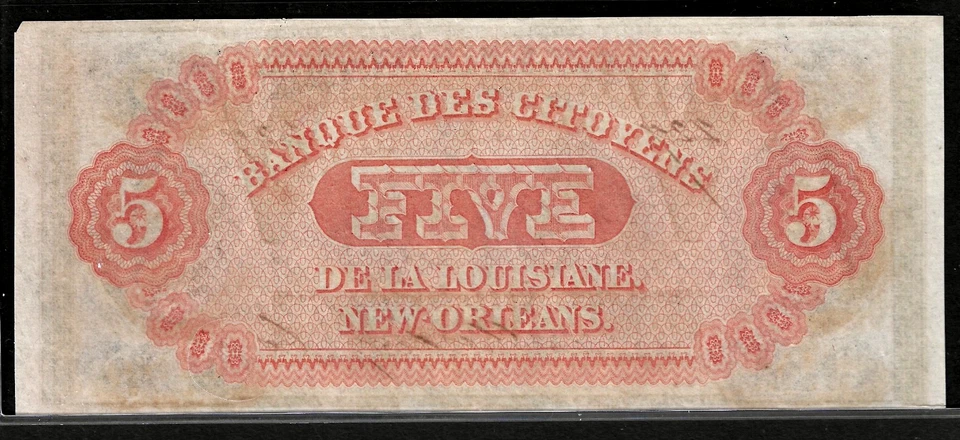 BANQUE DES CITOYENS
5 FIVE 5
DE LA LOUISIANE.
NEW-ORLEANS.